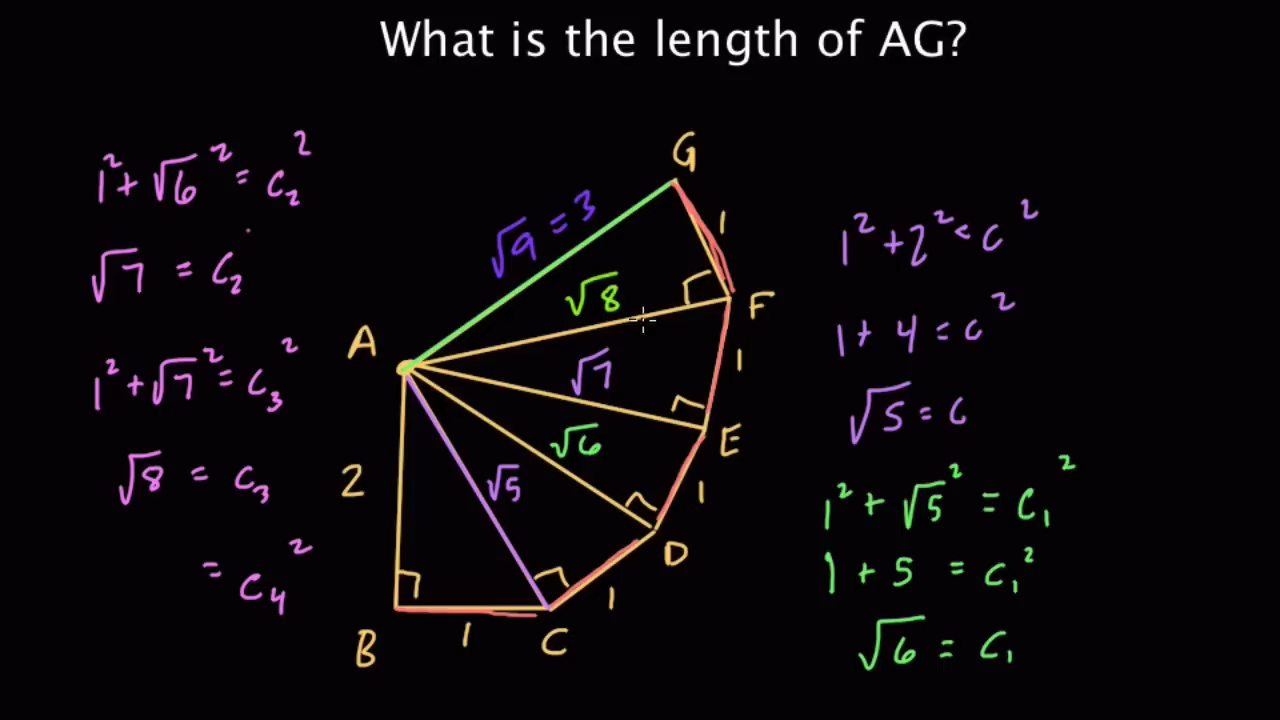 What is the length of AG?
1² + √6² = c₂²
√7 = c₂
1² + √7² = c₃²
√8 = c₃
= c₄²
G
√9 = 3
1
√8
F
A
√7
1
√6
E
2
√5
1
D
1
B
1
C
1² + 2² = c²
1 + 4 = c²
√5 = c
1² + √5² = c₁²
1 + 5 = c₁²
√6 = c₁